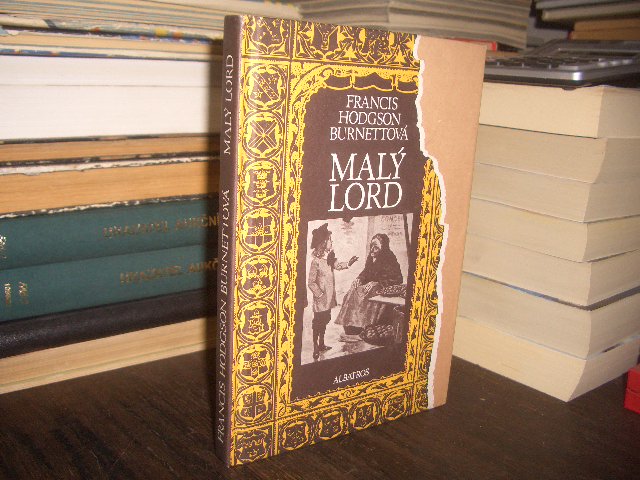 FRANCIS
HODGSON
BURNETTOVÁ
MALÝ
LORD
ALBATROS
FRANCIS HODGSON BURNETTOVÁ MALÝ LORD